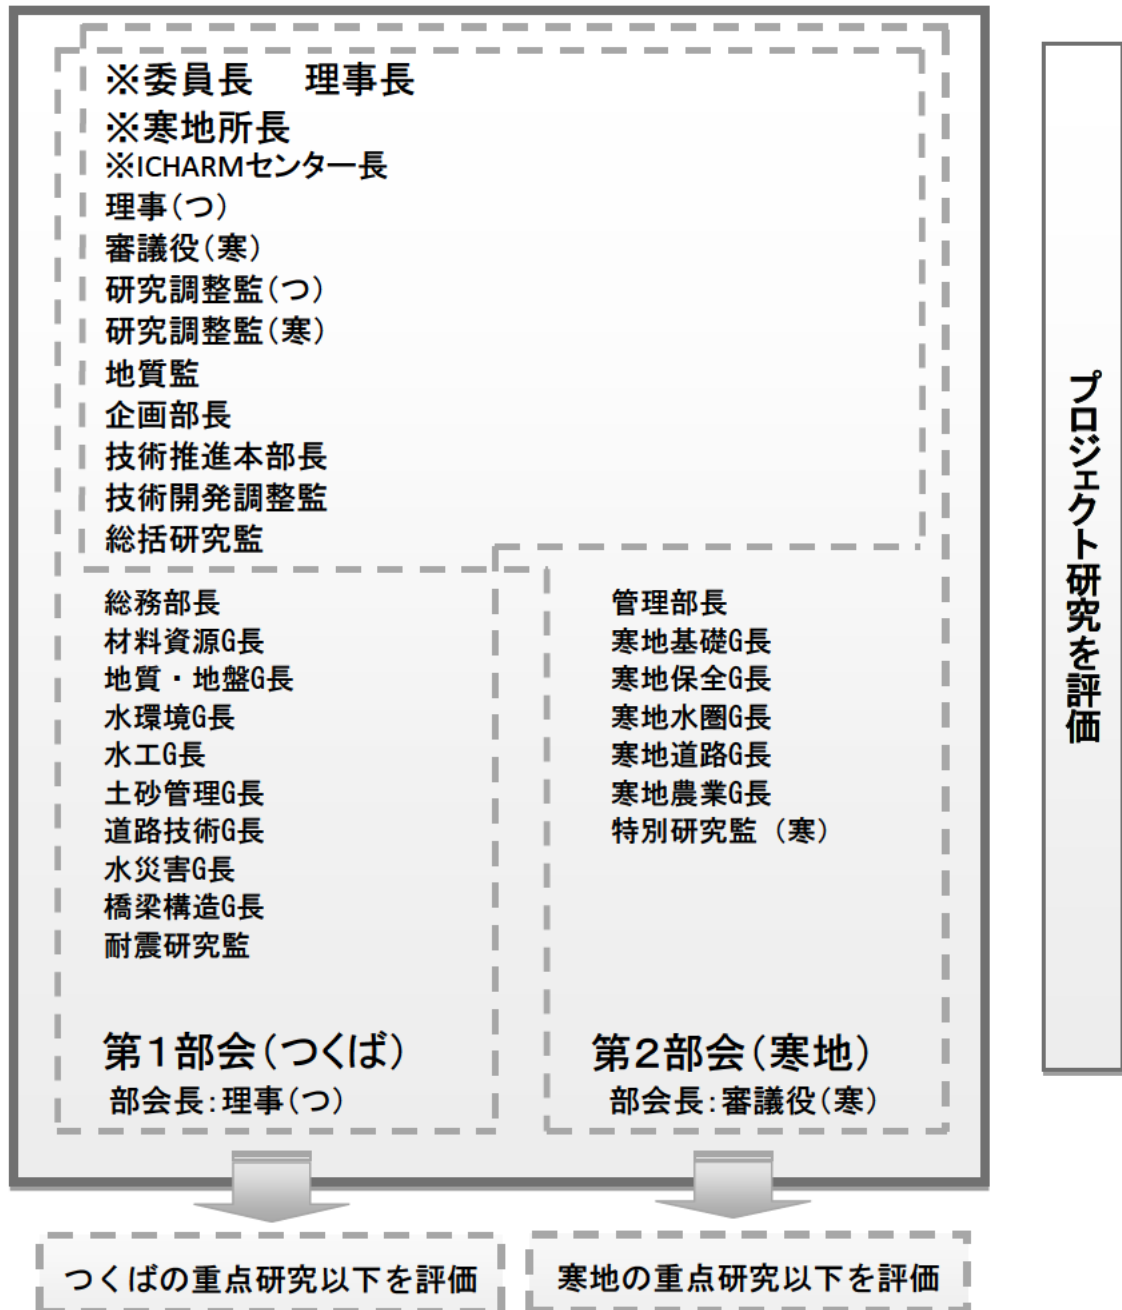 ※委員長　理事長
※寒地所長
※ICHARMセンター長
理事(つ)
審議役(寒)
研究調整監(つ)
研究調整監(寒)
地質監
企画部長
技術推進本部長
技術開発調整監
総括研究監
総務部長
材料資源G長
地質・地盤G長
水環境G長
水工G長
土砂管理G長
道路技術G長
水災害G長
橋梁構造G長
耐震研究監
第1部会(つくば)
部会長:理事(つ)
管理部長
寒地基礎G長
寒地保全G長
寒地水圏G長
寒地道路G長
寒地農業G長
特別研究監（寒）
第2部会(寒地)
部会長:審議役(寒)
つくばの重点研究以下を評価
寒地の重点研究以下を評価
プロジェクト研究を評価